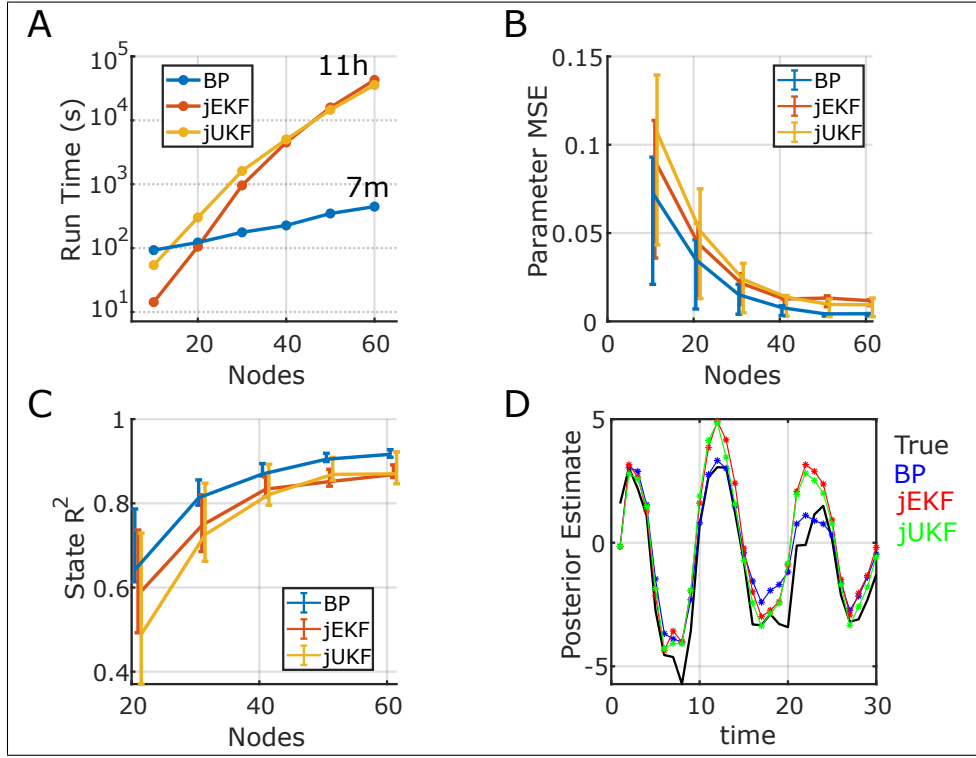 A
Run Time (s)
10^5
10^4
10^3
10^2
10^1
BP
jEKF
jUKF
11h
7m
20
40
60
Nodes
B
Parameter MSE
0.15
0.1
0.05
0
BP
jEKF
jUKF
0
20
40
60
Nodes
C
State R^2
1
0.8
0.6
0.4
BP
jEKF
jUKF
20
40
60
Nodes
D
Posterior Estimate
5
0
-5
0
10
20
30
time
True
BP
jEKF
jUKF